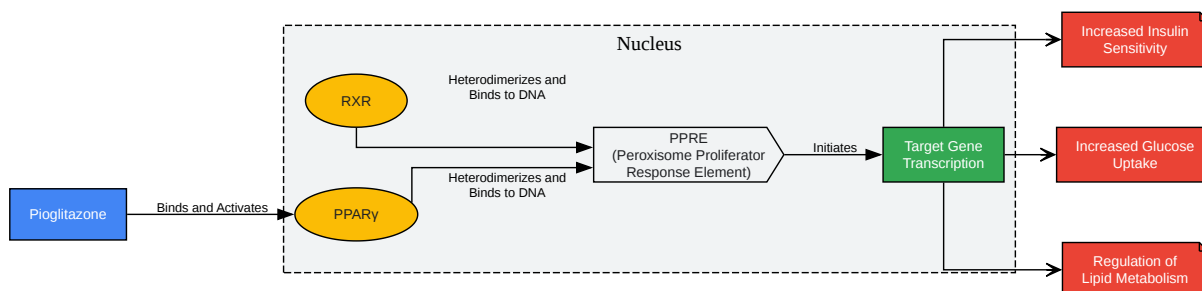 Nucleus
Increased Insulin
Sensitivity
Heterodimerizes and
Binds to DNA
RXR
PPRE
(Peroxisome Proliferator
Response Element)
Initiates
Target Gene
Transcription
Increased Glucose
Uptake
Heterodimerizes and
Binds to DNA
Pioglitazone
Binds and Activates
PPARγ
Regulation of
Lipid Metabolism